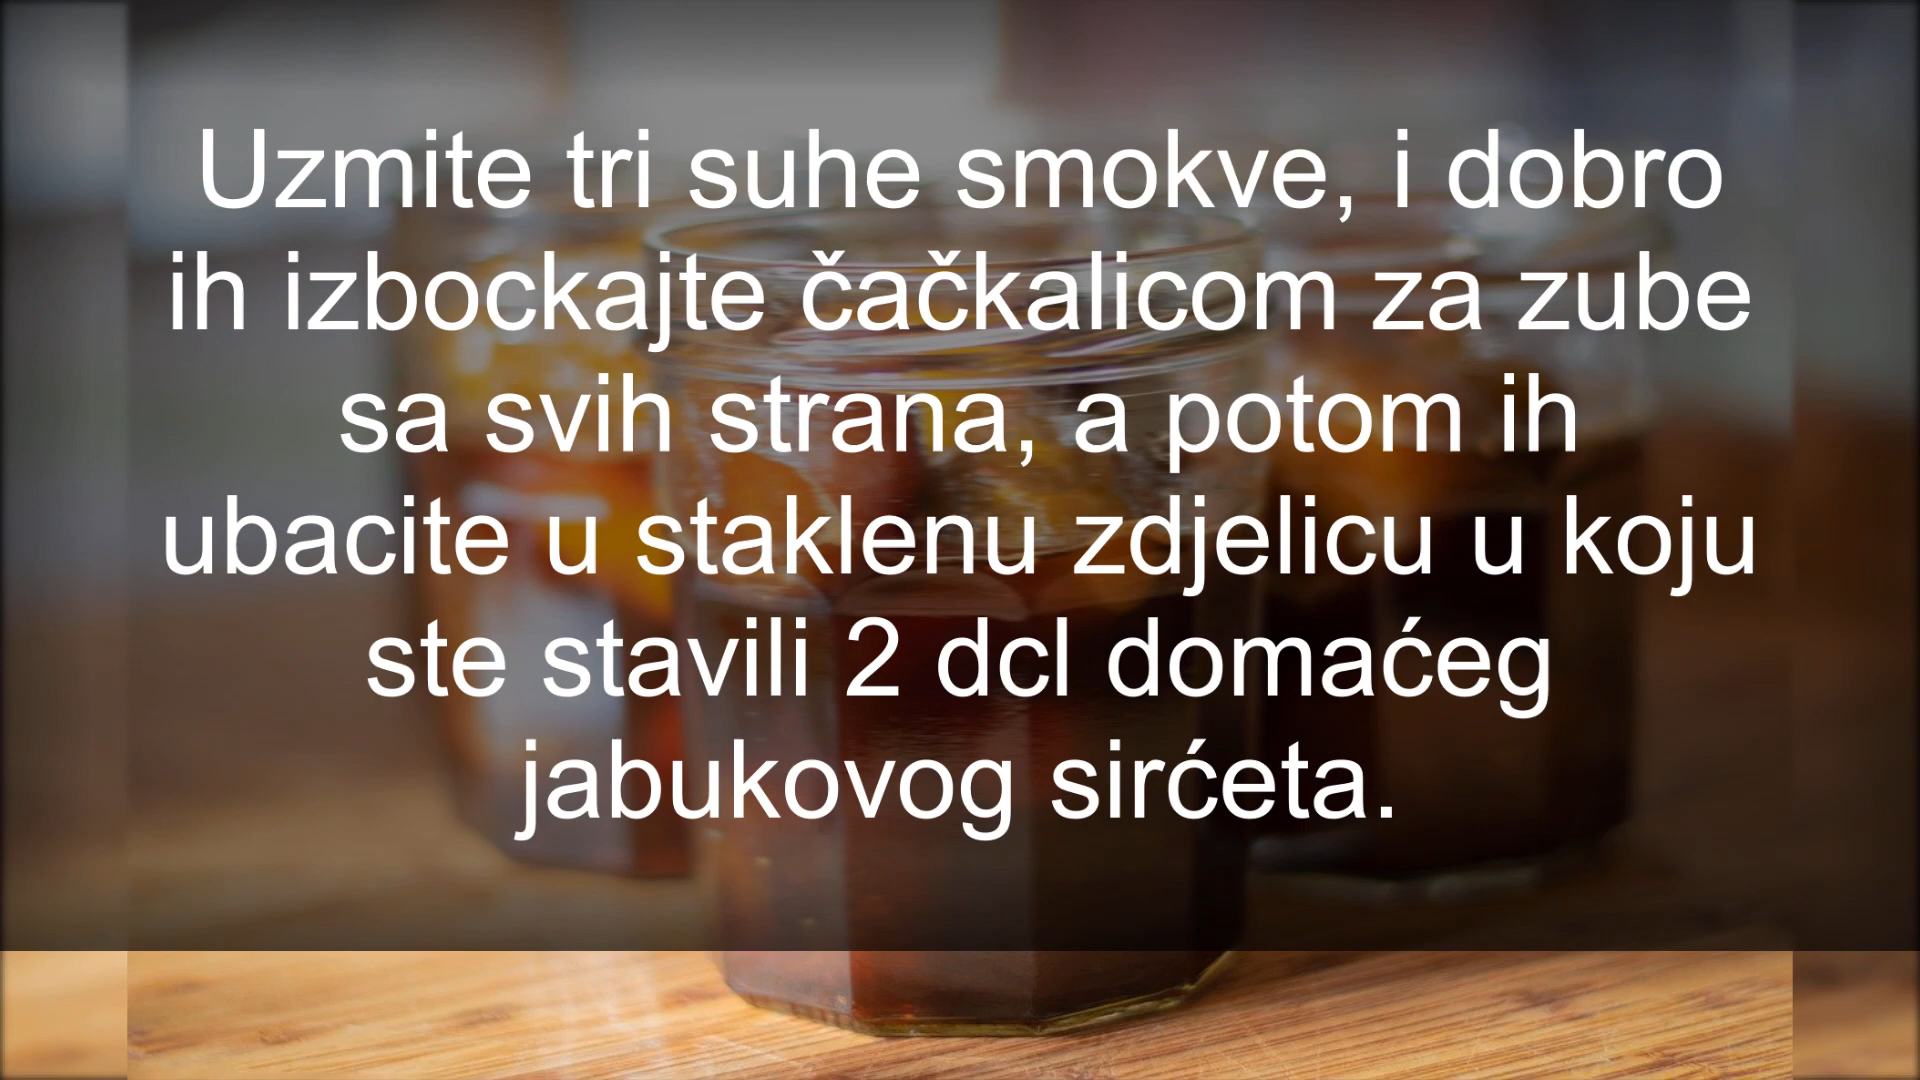 Uzmite tri suhe smokve, i dobro
ih izbockajte čačkalicom za zube
sa svih strana, a potom ih
ubacite u staklenu zdjelicu u koju
ste stavili 2 dcl domaćeg
jabukovog sirćeta.